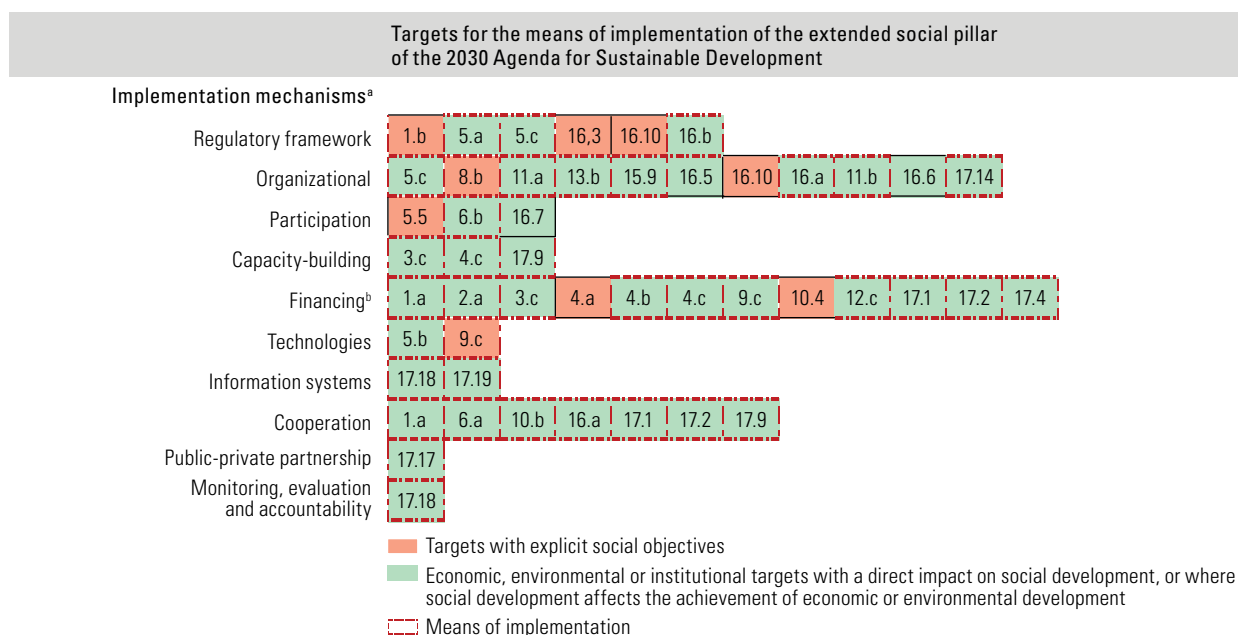 Targets for the means of implementation of the extended social pillar
of the 2030 Agenda for Sustainable Development
Implementation mechanismsᵃ
Regulatory framework 1.b 5.a 5.c 16,3 16.10 16.b
Organizational 5.c 8.b 11.a 13.b 15.9 16.5 16.10 16.a 11.b 16.6 17.14
Participation 5.5 6.b 16.7
Capacity-building 3.c 4.c 17.9
Financingᵇ 1.a 2.a 3.c 4.a 4.b 4.c 9.c 10.4 12.c 17.1 17.2 17.4
Technologies 5.b 9.c
Information systems 17.18 17.19
Cooperation 1.a 6.a 10.b 16.a 17.1 17.2 17.9
Public-private partnership 17.17
Monitoring, evaluation
and accountability 17.18
Targets with explicit social objectives
Economic, environmental or institutional targets with a direct impact on social development, or where
social development affects the achievement of economic or environmental development
Means of implementation